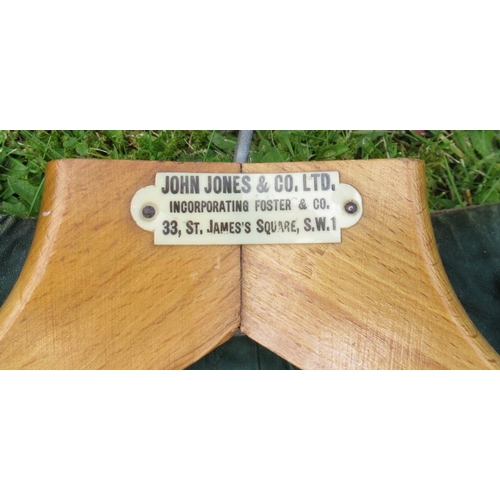 JOHN JONES & CO. LTD.
INCORPORATING FOSTER & CO.
33, ST. JAMES'S SQUARE, S.W.1